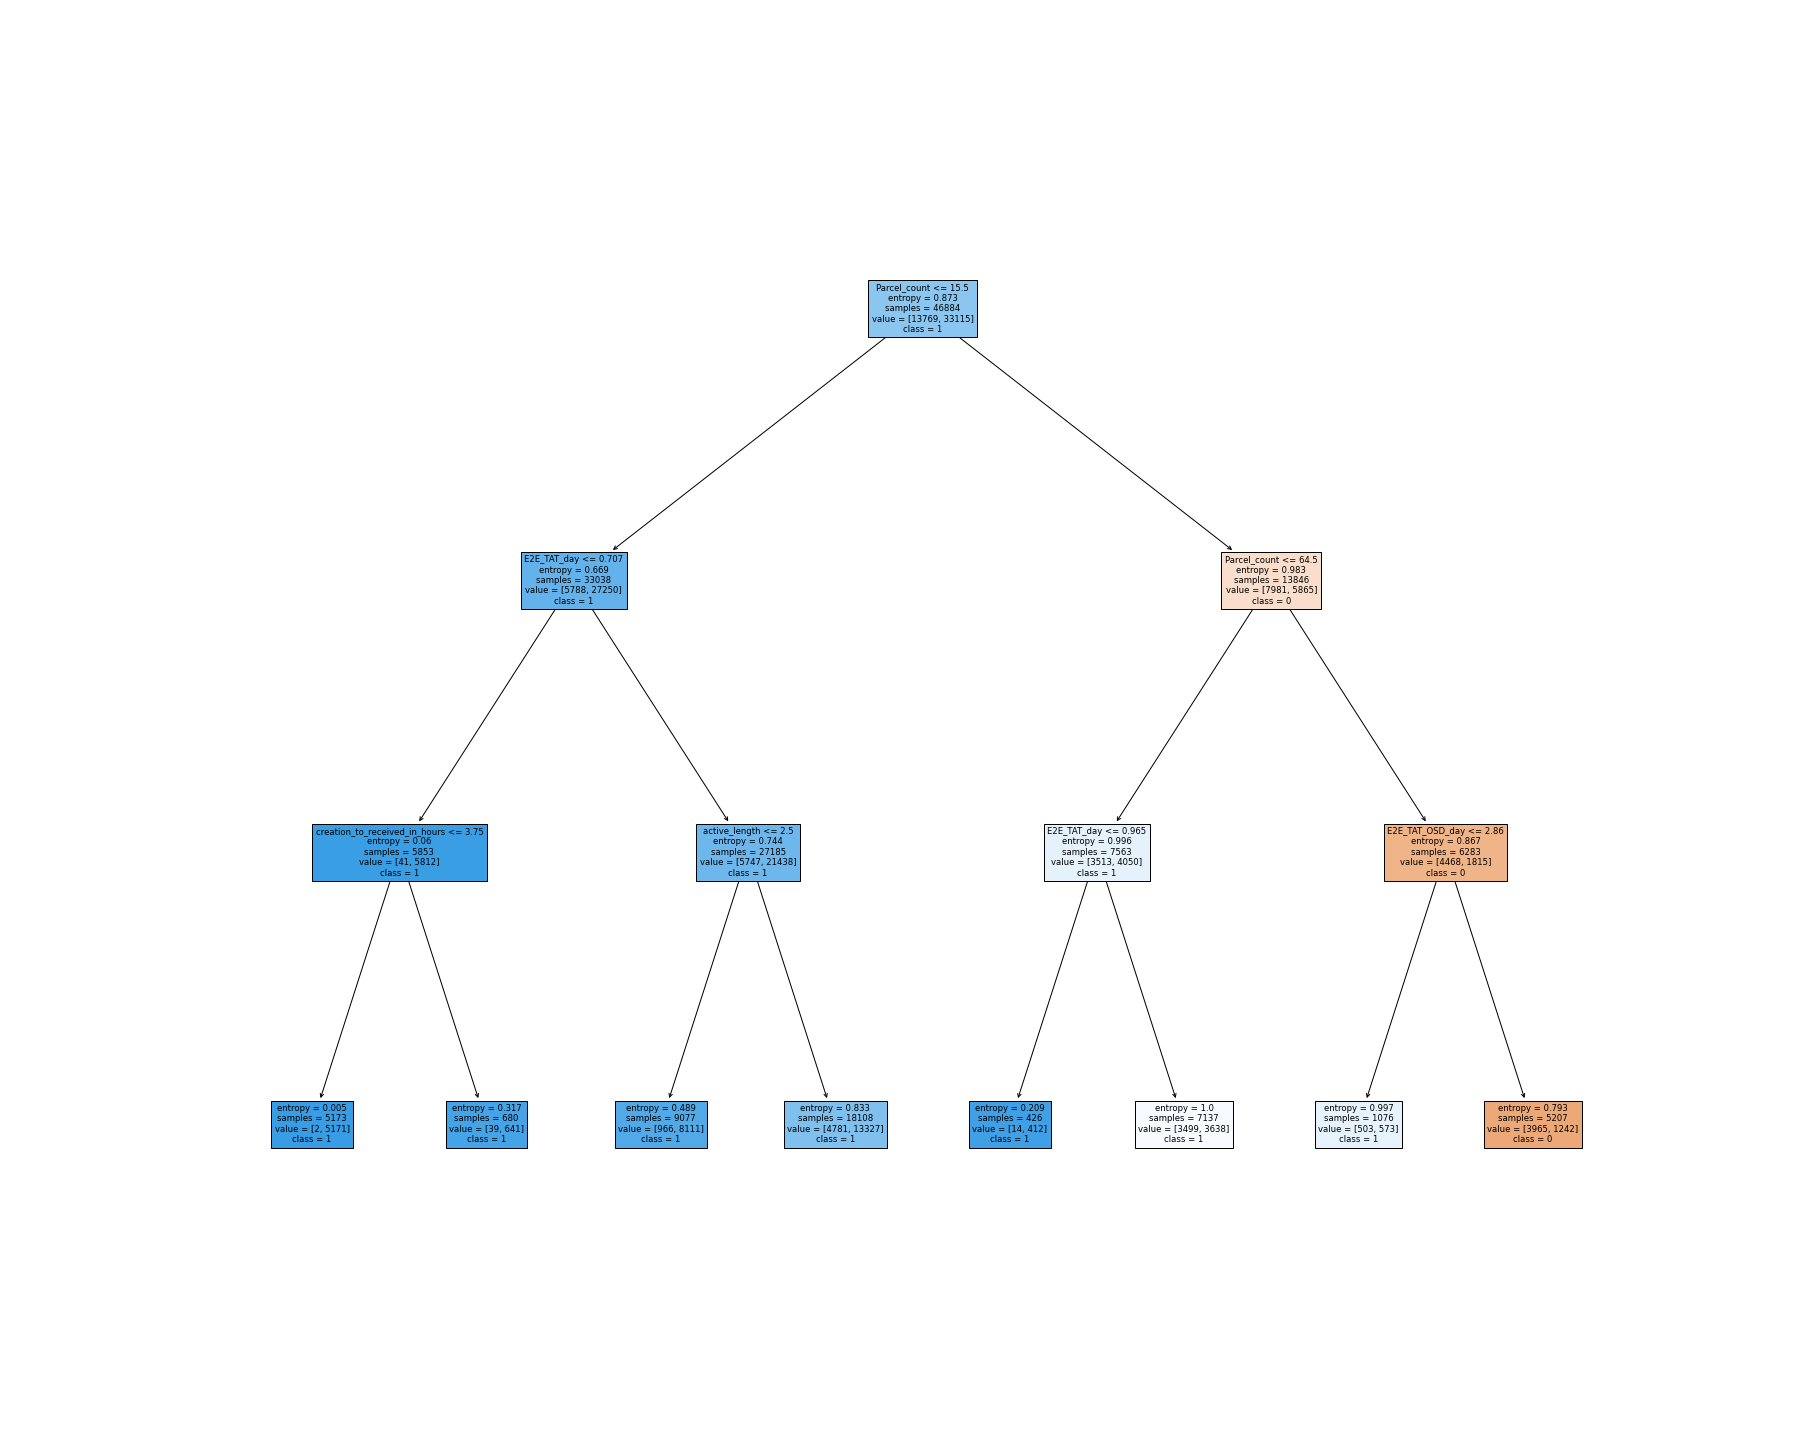 Parcel_count <= 15.5
entropy = 0.873
samples = 46884
value = [13769, 33115]
class = 1
E2E_TAT_day <= 0.707
entropy = 0.669
samples = 33038
value = [5788, 27250]
class = 1
Parcel_count <= 64.5
entropy = 0.983
samples = 13846
value = [7981, 5865]
class = 0
creation_to_received_in_hours <= 3.75
entropy = 0.06
samples = 5853
value = [41, 5812]
class = 1
active_length <= 2.5
entropy = 0.744
samples = 27185
value = [5747, 21438]
class = 1
E2E_TAT_day <= 0.965
entropy = 0.996
samples = 7563
value = [3513, 4050]
class = 1
E2E_TAT_OSD_day <= 2.86
entropy = 0.867
samples = 6283
value = [4468, 1815]
class = 0
entropy = 0.005
samples = 5173
value = [2, 5171]
class = 1
entropy = 0.317
samples = 680
value = [39, 641]
class = 1
entropy = 0.489
samples = 9077
value = [966, 8111]
class = 1
entropy = 0.833
samples = 18108
value = [4781, 13327]
class = 1
entropy = 0.209
samples = 426
value = [14, 412]
class = 1
entropy = 1.0
samples = 7137
value = [3499, 3638]
class = 1
entropy = 0.997
samples = 1076
value = [503, 573]
class = 1
entropy = 0.793
samples = 5207
value = [3965, 1242]
class = 0